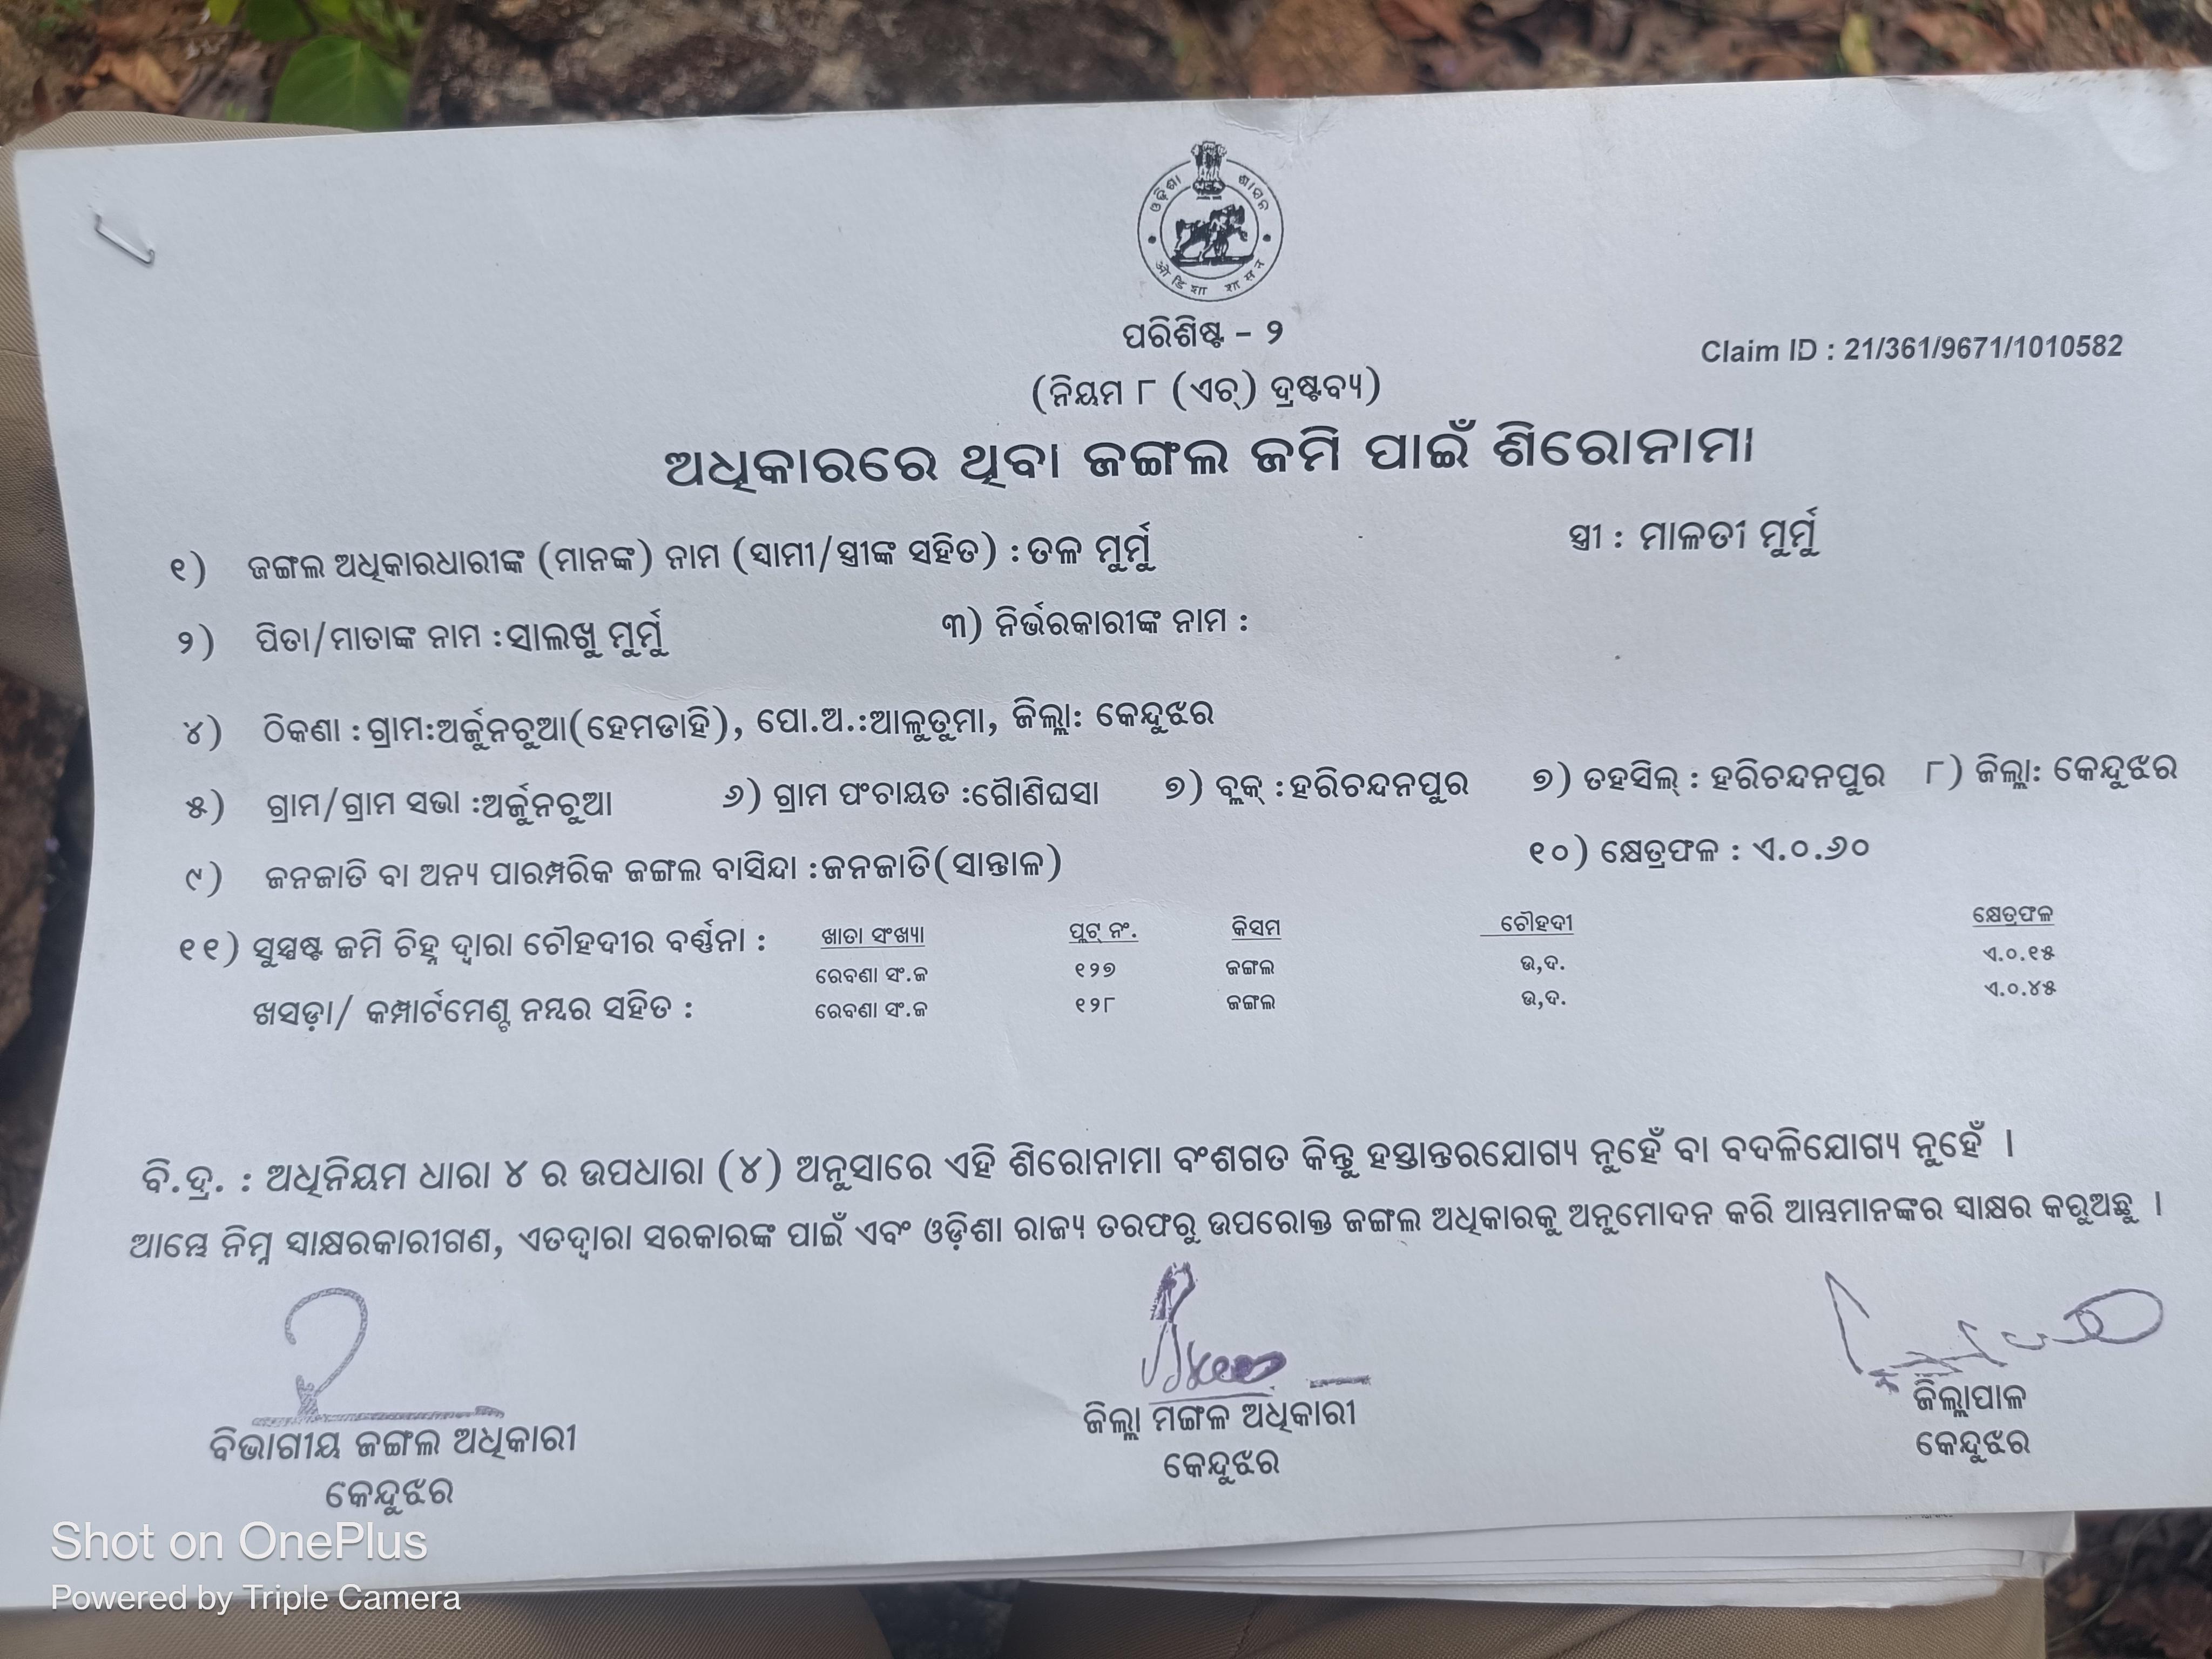 ଓଡ଼ିଶା ଶାସନ
ओडिशा शासन
ପରିଶିଷ୍ଟ - ୨
Claim ID : 21/361/9671/1010582
(ନିୟମ ୮ (ଏଚ୍) ଦ୍ରଷ୍ଟବ୍ୟ)
ଅଧିକାରରେ ଥିବା ଜଙ୍ଗଲ ଜମି ପାଇଁ ଶିରୋନାମା
୧) ଜଙ୍ଗଲ ଅଧିକାରଧାରୀଙ୍କ (ମାନଙ୍କ) ନାମ (ସ୍ୱାମୀ/ସ୍ତ୍ରୀଙ୍କ ସହିତ) : ତଳ ମୁର୍ମୁ ସ୍ତ୍ରୀ : ମାଳତୀ ମୁର୍ମୁ
୨) ପିତା/ମାତାଙ୍କ ନାମ : ସାଲଖୁ ମୁର୍ମୁ ୩) ନିର୍ଭରକାରୀଙ୍କ ନାମ :
୪) ଠିକଣା : ଗ୍ରାମ:ଅର୍ଜୁନଚୁଆ(ହେମଡାହି), ପୋ.ଅ.:ଆଳୁତୁମା, ଜିଲ୍ଲା: କେନ୍ଦୁଝର
୫) ଗ୍ରାମ/ଗ୍ରାମ ସଭା :ଅର୍ଜୁନଚୁଆ ୬) ଗ୍ରାମ ପଂଚାୟତ :ଗୌଣିଘସା ୭) ବ୍ଲକ୍ :ହରିଚନ୍ଦନପୁର ୭) ତହସିଲ୍ : ହରିଚନ୍ଦନପୁର ୮) ଜିଲ୍ଲା: କେନ୍ଦୁଝର
୯) ଜନଜାତି ବା ଅନ୍ୟ ପାରମ୍ପରିକ ଜଙ୍ଗଲ ବାସିନ୍ଦା :ଜନଜାତି(ସାନ୍ତାଳ) ୧୦) କ୍ଷେତ୍ରଫଳ : ଏ.୦.୬୦
୧୧) ସୁସ୍ପଷ୍ଟ ଜମି ଚିହ୍ନ ଦ୍ୱାରା ଚୌହଦୀର ବର୍ଣ୍ଣନା : ଖାତା ସଂଖ୍ୟା ପ୍ଲଟ୍ ନଂ. କିସମ ଚୌହଦୀ କ୍ଷେତ୍ରଫଳ
ରେବଣା ସଂ.ଜ ୧୨୭ ଜଙ୍ଗଲ ଉ,ଦ. ଏ.୦.୧୫
ଖସଡ଼ା/ କମ୍ପାର୍ଟମେଣ୍ଟ ନମ୍ବର ସହିତ : ରେବଣା ସଂ.ଜ ୧୨୮ ଜଙ୍ଗଲ ଉ,ଦ. ଏ.୦.୪୫
ବି.ଦ୍ର. : ଅଧିନିୟମ ଧାରା ୪ ର ଉପଧାରା (୪) ଅନୁସାରେ ଏହି ଶିରୋନାମା ବଂଶଗତ କିନ୍ତୁ ହସ୍ତାନ୍ତରଯୋଗ୍ୟ ନୁହେଁ ବା ବଦଳିଯୋଗ୍ୟ ନୁହେଁ ।
ଆମ୍ଭେ ନିମ୍ନ ସ୍ୱାକ୍ଷରକାରୀଗଣ, ଏତଦ୍ୱାରା ସରକାରଙ୍କ ପାଇଁ ଏବଂ ଓଡ଼ିଶା ରାଜ୍ୟ ତରଫରୁ ଉପରୋକ୍ତ ଜଙ୍ଗଲ ଅଧିକାରକୁ ଅନୁମୋଦନ କରି ଆମ୍ଭମାନଙ୍କର ସ୍ୱାକ୍ଷର କରୁଅଛୁ ।
ବିଭାଗୀୟ ଜଙ୍ଗଲ ଅଧିକାରୀ ଜିଲ୍ଲା ମଙ୍ଗଳ ଅଧିକାରୀ ଜିଲ୍ଲାପାଳ
କେନ୍ଦୁଝର କେନ୍ଦୁଝର କେନ୍ଦୁଝର
Shot on OnePlus
Powered by Triple Camera